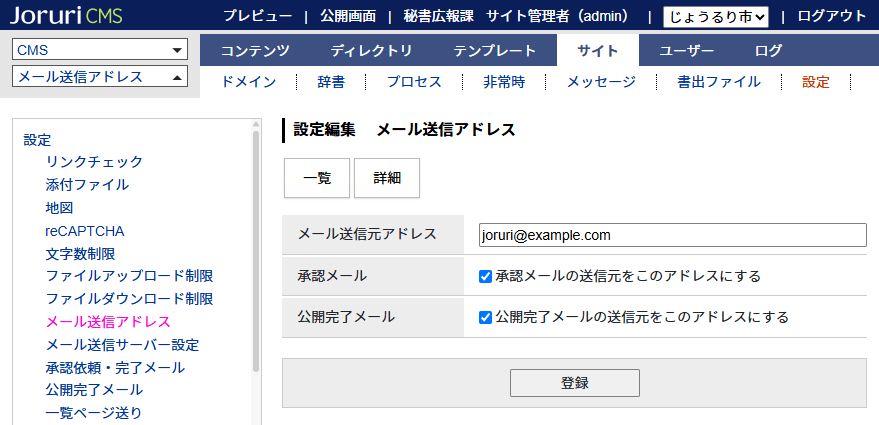 Joruri CMS プレビュー | 公開画面 | 秘書広報課 サイト管理者（admin） | じょうるり市 | ログアウト
CMS
コンテンツ ディレクトリ テンプレート サイト ユーザー ログ
メール送信アドレス
ドメイン 辞書 プロセス 非常時 メッセージ 書出ファイル 設定
設定
リンクチェック
添付ファイル
地図
reCAPTCHA
文字数制限
ファイルアップロード制限
ファイルダウンロード制限
メール送信アドレス
メール送信サーバー設定
承認依頼・完了メール
公開完了メール
一覧ページ送り
設定編集 メール送信アドレス
一覧 詳細
メール送信元アドレス joruri@example.com
承認メール 承認メールの送信元をこのアドレスにする
公開完了メール 公開完了メールの送信元をこのアドレスにする
登録